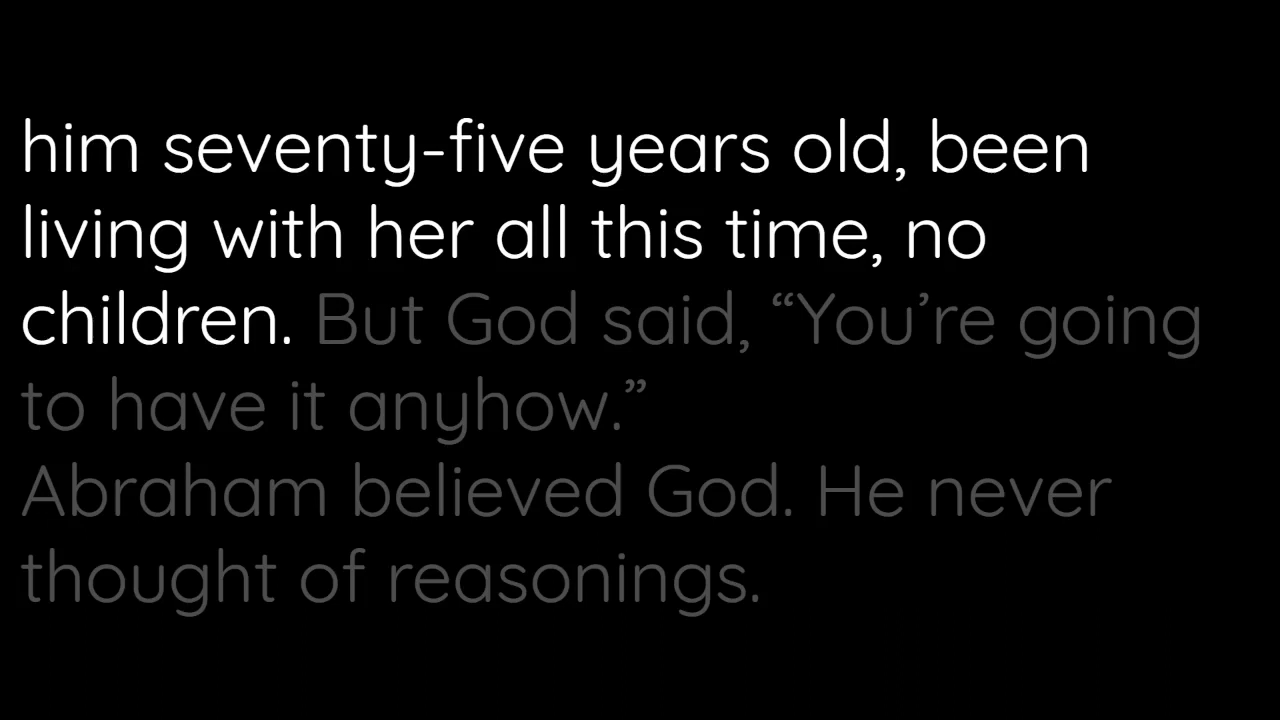 him seventy-five years old, been
living with her all this time, no
children. But God said, “You’re going
to have it anyhow.”
Abraham believed God. He never
thought of reasonings.